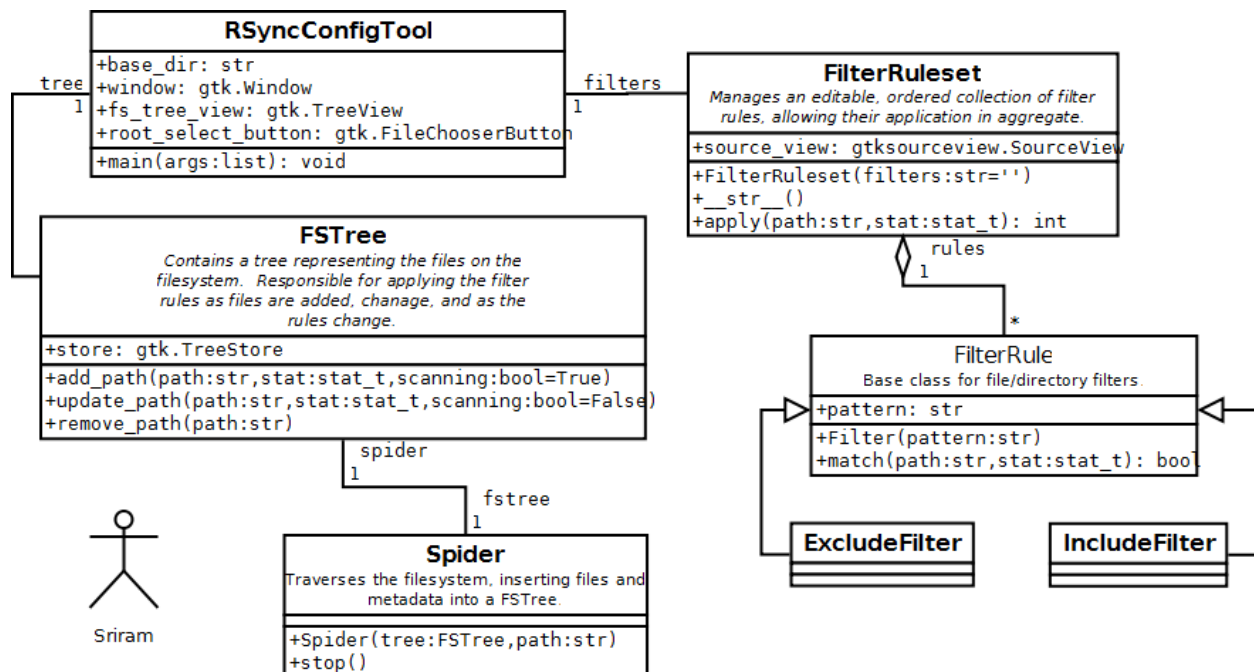 RSyncConfigTool
+base_dir: str
+window: gtk.Window
+fs_tree_view: gtk.TreeView
+root_select_button: gtk.FileChooserButton
+main(args:list): void
tree
1
filters
1
FilterRuleset
Manages an editable, ordered collection of filter
rules, allowing their application in aggregate.
+source_view: gtksourceview.SourceView
+FilterRuleset(filters:str='')
+__str__()
+apply(path:str,stat:stat_t): int
rules
1
*
FSTree
Contains a tree representing the files on the
filesystem. Responsible for applying the filter
rules as files are added, chanage, and as the
rules change.
+store: gtk.TreeStore
+add_path(path:str,stat:stat_t,scanning:bool=True)
+update_path(path:str,stat:stat_t,scanning:bool=False)
+remove_path(path:str)
spider
1
fstree
1
FilterRule
Base class for file/directory filters.
+pattern: str
+Filter(pattern:str)
+match(path:str,stat:stat_t): bool
ExcludeFilter
IncludeFilter
Spider
Traverses the filesystem, inserting files and
metadata into a FSTree.
+Spider(tree:FSTree,path:str)
+stop()
Sriram